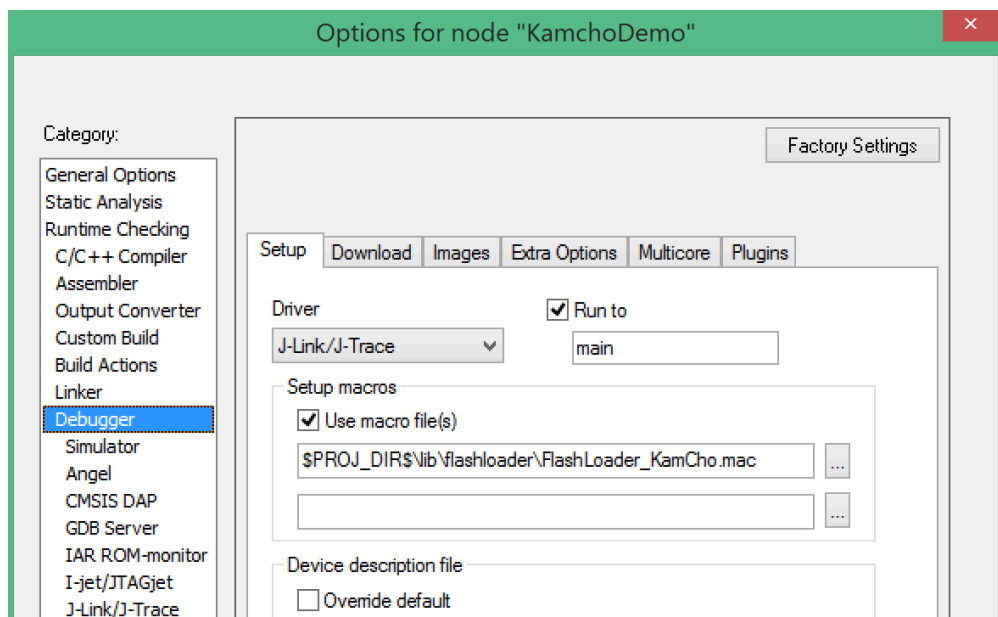 Options for node "KamchoDemo"
Category:
Factory Settings
General Options
Static Analysis
Runtime Checking
C/C++ Compiler
Assembler
Output Converter
Custom Build
Build Actions
Linker
Debugger
Simulator
Angel
CMSIS DAP
GDB Server
IAR ROM-monitor
I-jet/JTAGjet
J-Link/J-Trace
Setup Download Images Extra Options Multicore Plugins
Driver
Run to
J-Link/J-Trace
main
Setup macros
Use macro file(s)
$PROJ_DIR$\lib\flashloader\FlashLoader_KamCho.mac
...
...
Device description file
Override default